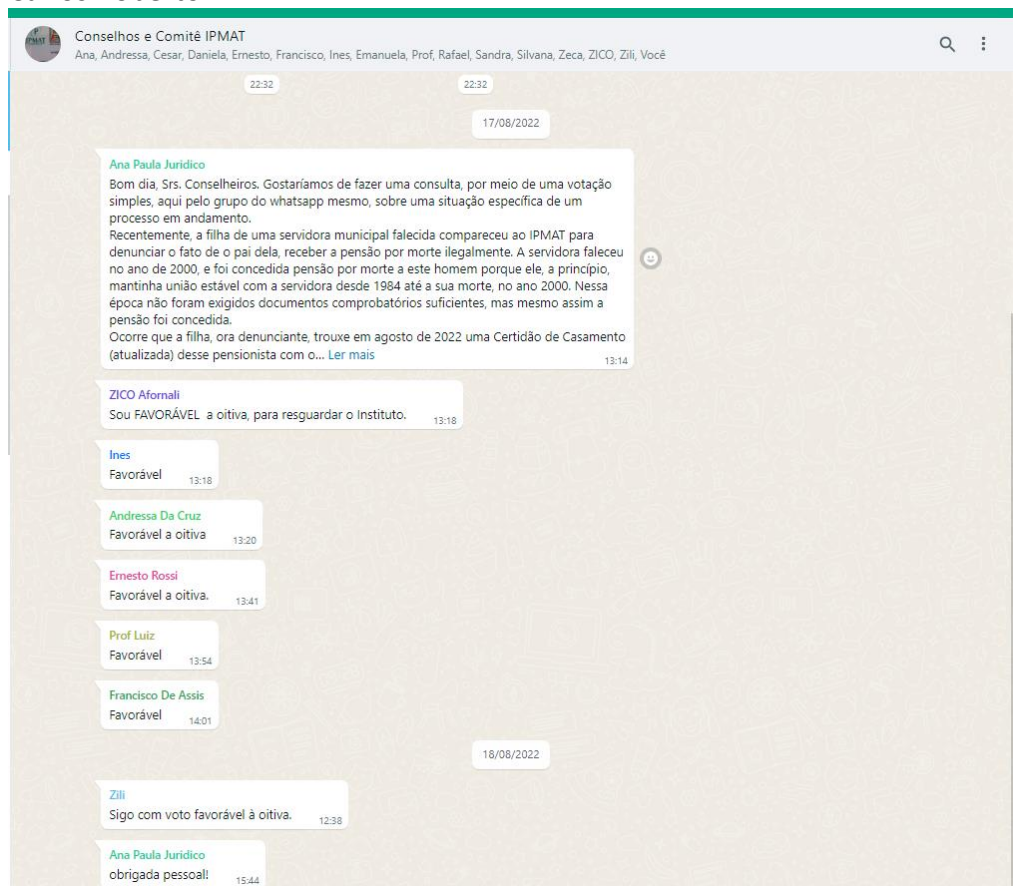 Conselhos e Comitê IPMAT
Ana, Andressa, Cesar, Daniela, Ernesto, Francisco, Ines, Emanuela, Prof, Rafael, Sandra, Silvana, Zeca, ZICO, Zili, Você
22:32 22:32
17/08/2022
Ana Paula Juridico
Bom dia, Srs. Conselheiros. Gostaríamos de fazer uma consulta, por meio de uma votação
simples, aqui pelo grupo do whatsapp mesmo, sobre uma situação específica de um
processo em andamento.
Recentemente, a filha de uma servidora municipal falecida compareceu ao IPMAT para
denunciar o fato de o pai dela, receber a pensão por morte ilegalmente. A servidora faleceu
no ano de 2000, e foi concedida pensão por morte a este homem porque ele, a princípio,
mantinha união estável com a servidora desde 1984 até a sua morte, no ano 2000. Nessa
época não foram exigidos documentos comprobatórios suficientes, mas mesmo assim a
pensão foi concedida.
Ocorre que a filha, ora denunciante, trouxe em agosto de 2022 uma Certidão de Casamento
(atualizada) desse pensionista com o... Ler mais
13:14
ZICO Afornali
Sou FAVORÁVEL a oitiva, para resguardar o Instituto. 13:18
Ines
Favorável 13:18
Andressa Da Cruz
Favorável a oitiva 13:20
Ernesto Rossi
Favorável a oitiva. 13:41
Prof Luiz
Favorável 13:54
Francisco De Assis
Favorável 14:01
18/08/2022
Zili
Sigo com voto favorável à oitiva. 12:38
Ana Paula Juridico
obrigada pessoal! 15:44